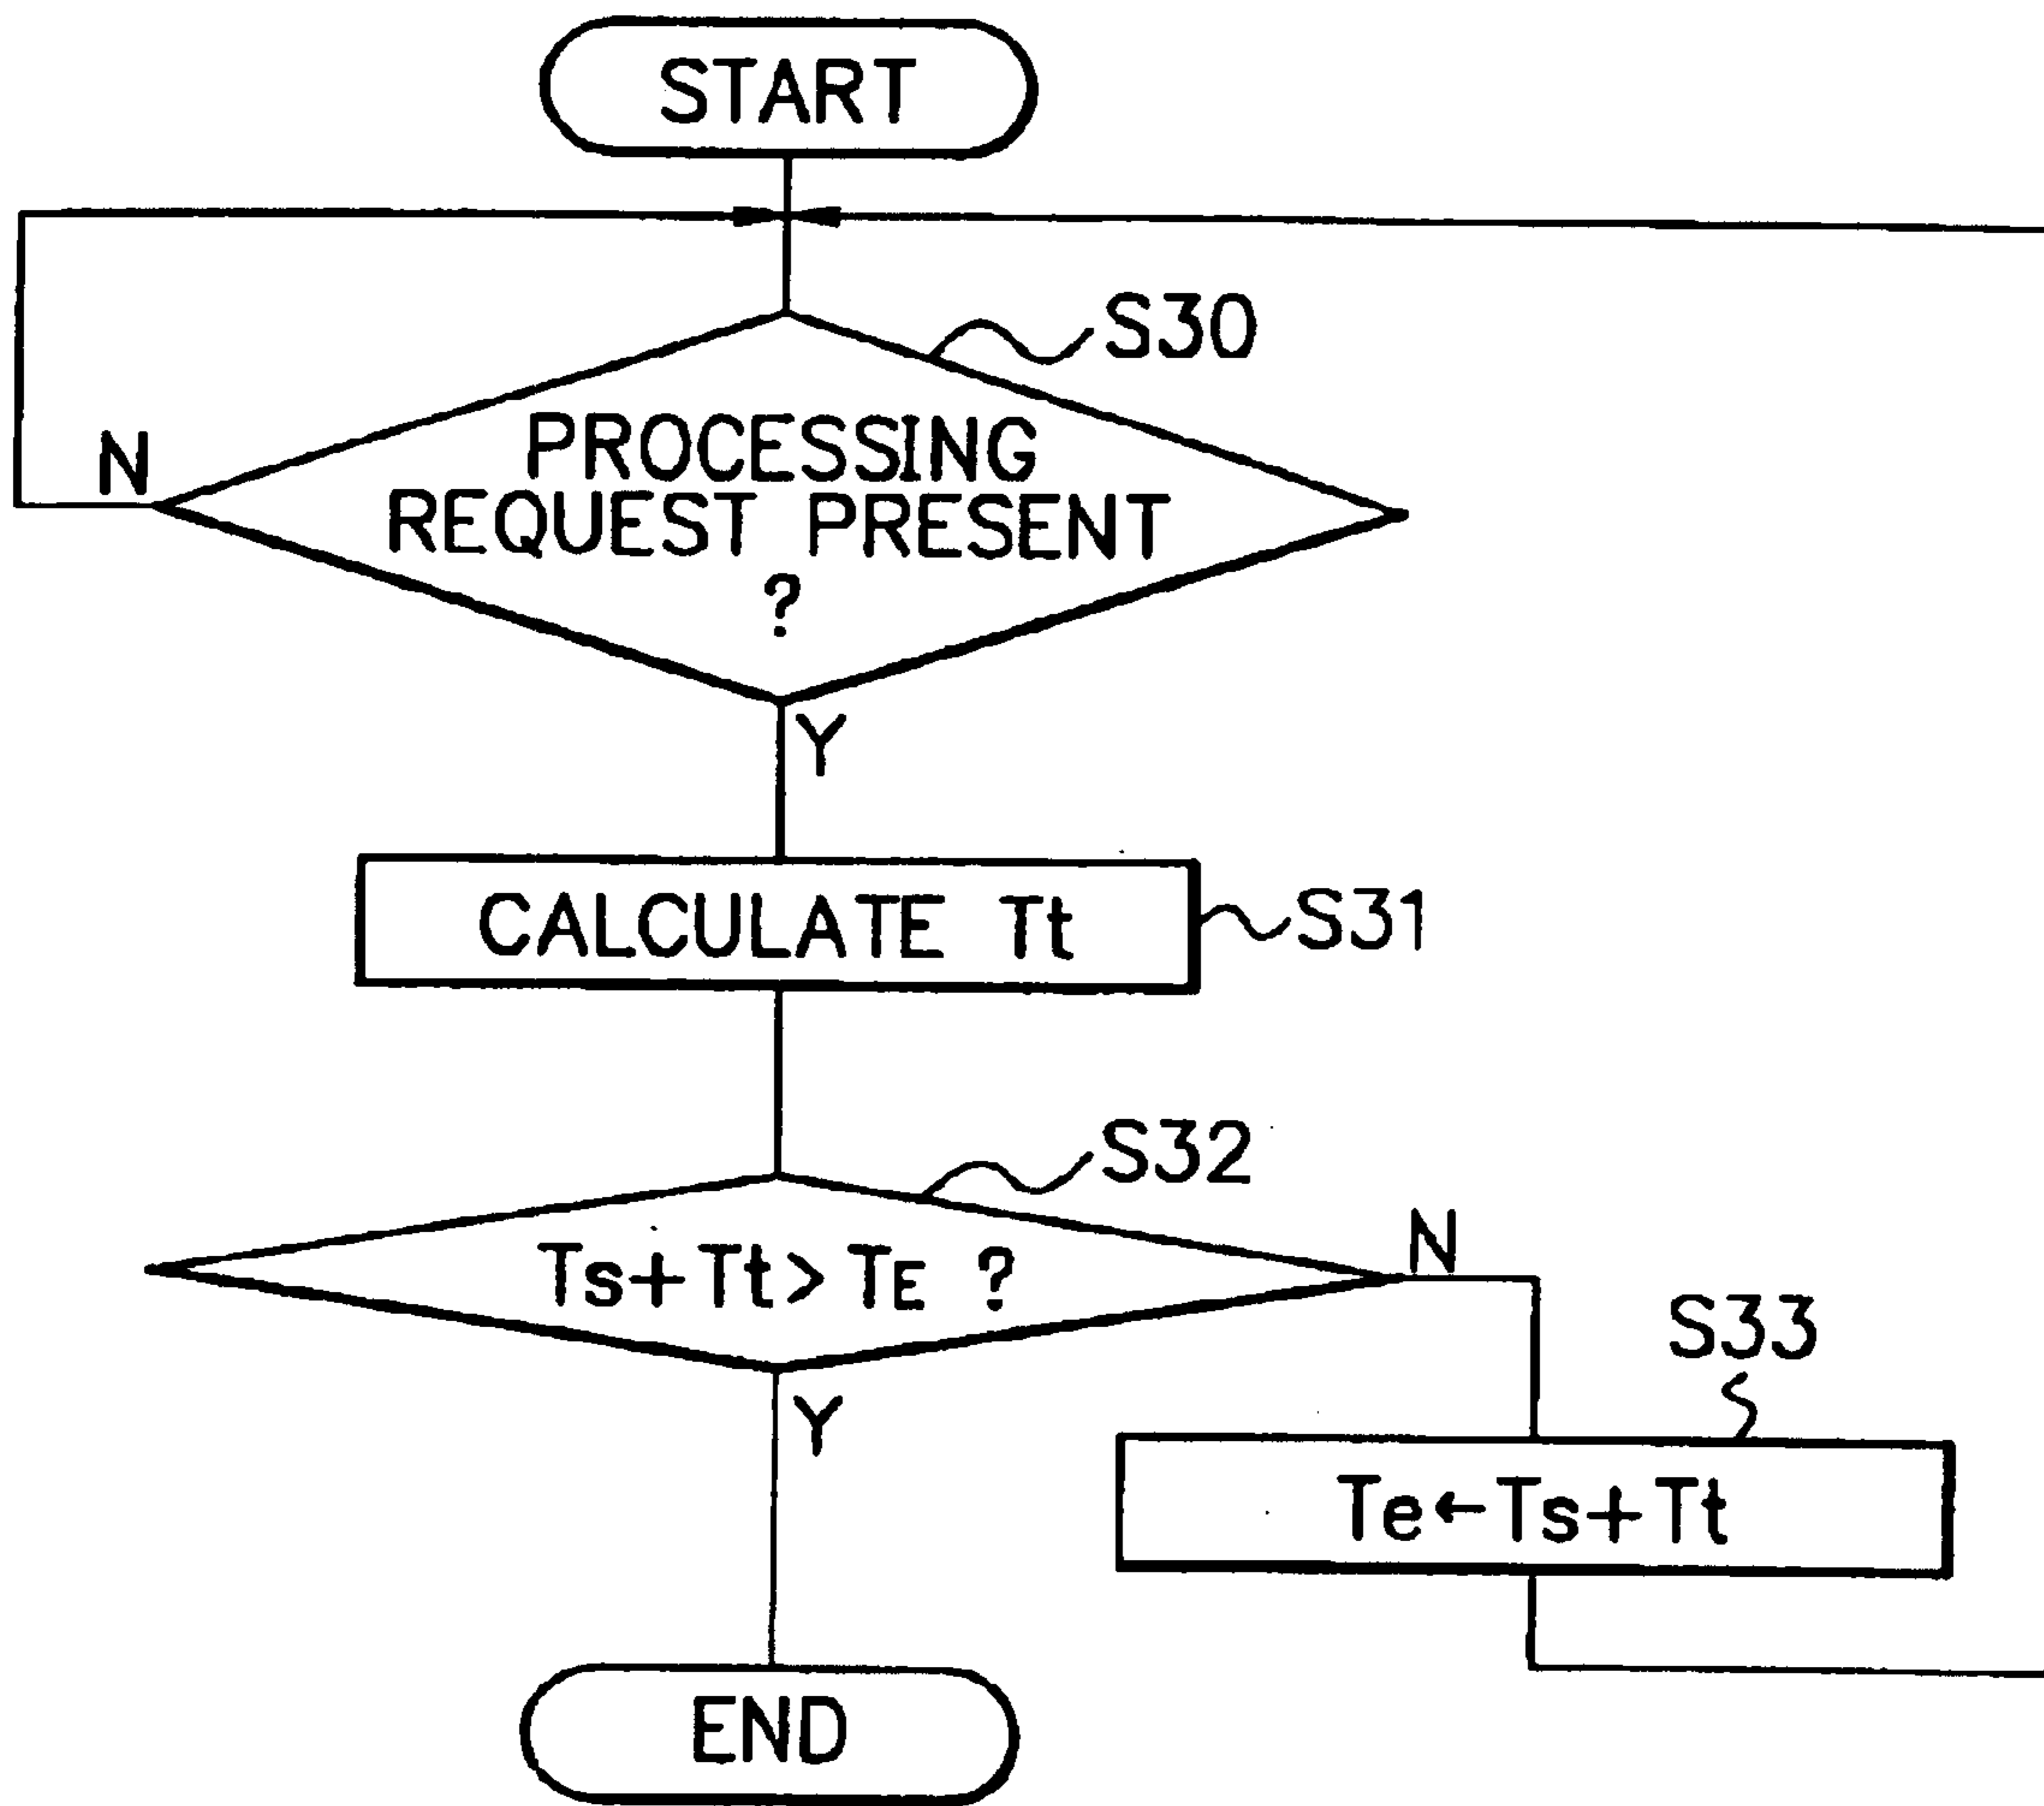 START
S30
N
PROCESSING
REQUEST PRESENT
?
Y
CALCULATE Tt
S31
S32
Ts+Tt>TE ?
N
S33
Y
Te←Ts+Tt
END